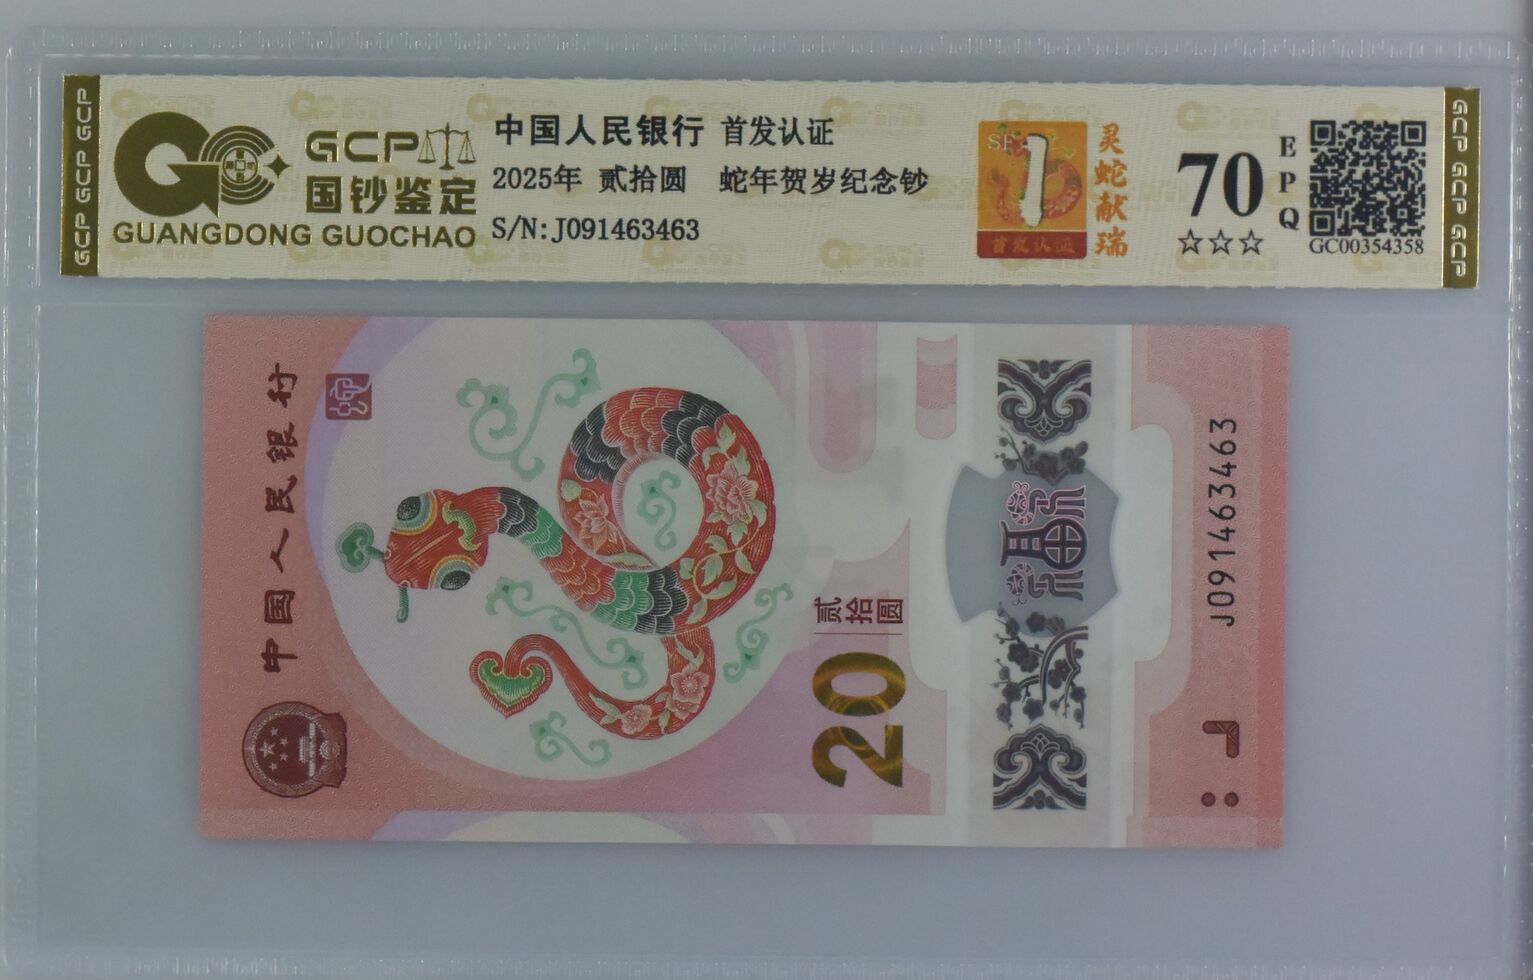 GCP GCP GCP
GCP
国钞鉴定
GUANGDONG GUOCHAO
中国人民银行 首发认证
2025年 贰拾圆 蛇年贺岁纪念钞
S/N:J091463463
1
首发认证
灵蛇献瑞
70
EPQ
☆☆☆
GC00354358
GCP GCP GCP
中国人民银行
贰拾圆
20
福
J091463463